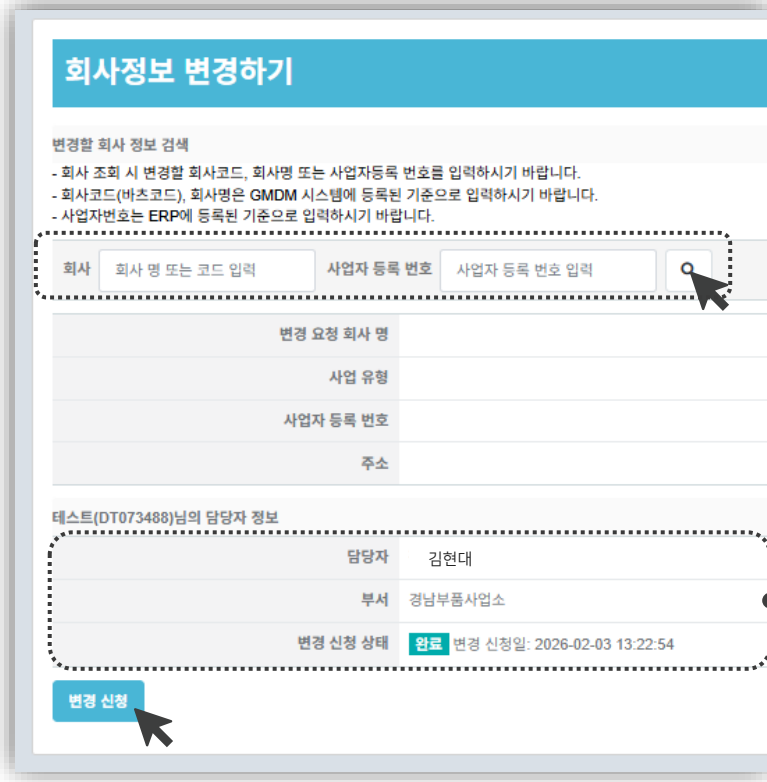 회사정보 변경하기
변경할 회사 정보 검색
- 회사 조회 시 변경할 회사코드, 회사명 또는 사업자등록 번호를 입력하시기 바랍니다.
- 회사코드(바츠코드), 회사명은 GMDM 시스템에 등록된 기준으로 입력하시기 바랍니다.
- 사업자번호는 ERP에 등록된 기준으로 입력하시기 바랍니다.
회사 회사 명 또는 코드 입력 사업자 등록 번호 사업자 등록 번호 입력
변경 요청 회사 명
사업 유형
사업자 등록 번호
주소
테스트(DT073488)님의 담당자 정보
담당자 김현대
부서 경남부품사업소
변경 신청 상태 완료 변경 신청일: 2026-02-03 13:22:54
변경 신청